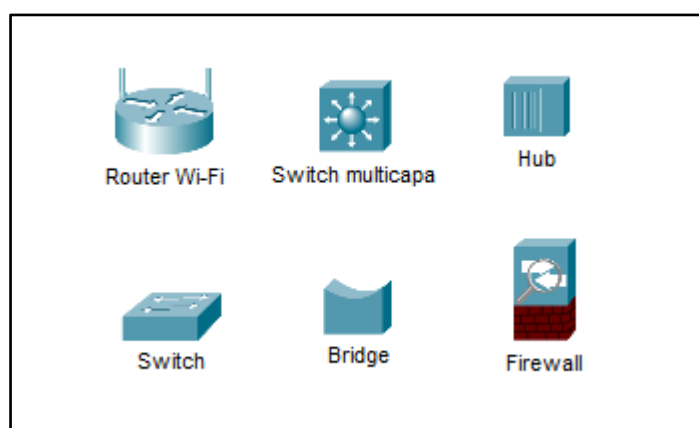 Router Wi-Fi
Switch multicapa
Hub
Switch
Bridge
Firewall